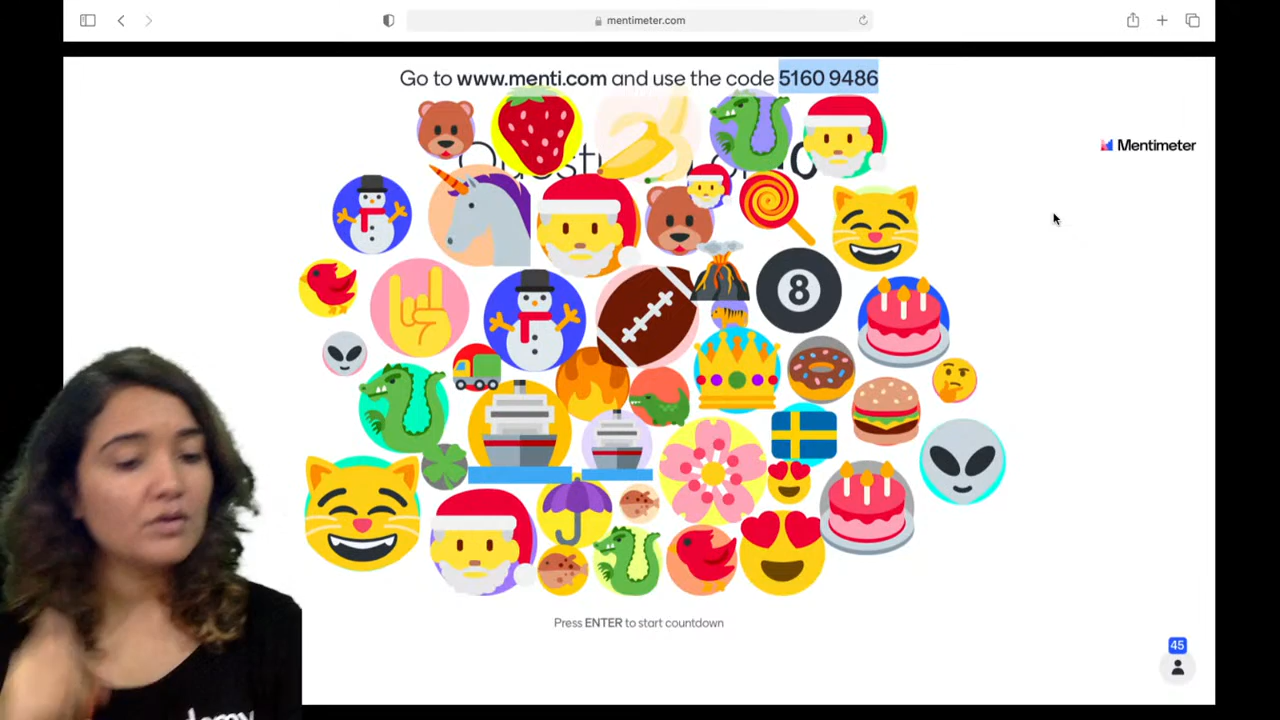 mentimeter.com
Go to www.menti.com and use the code 5160 9486
Mentimeter
8
Press ENTER to start countdown
45